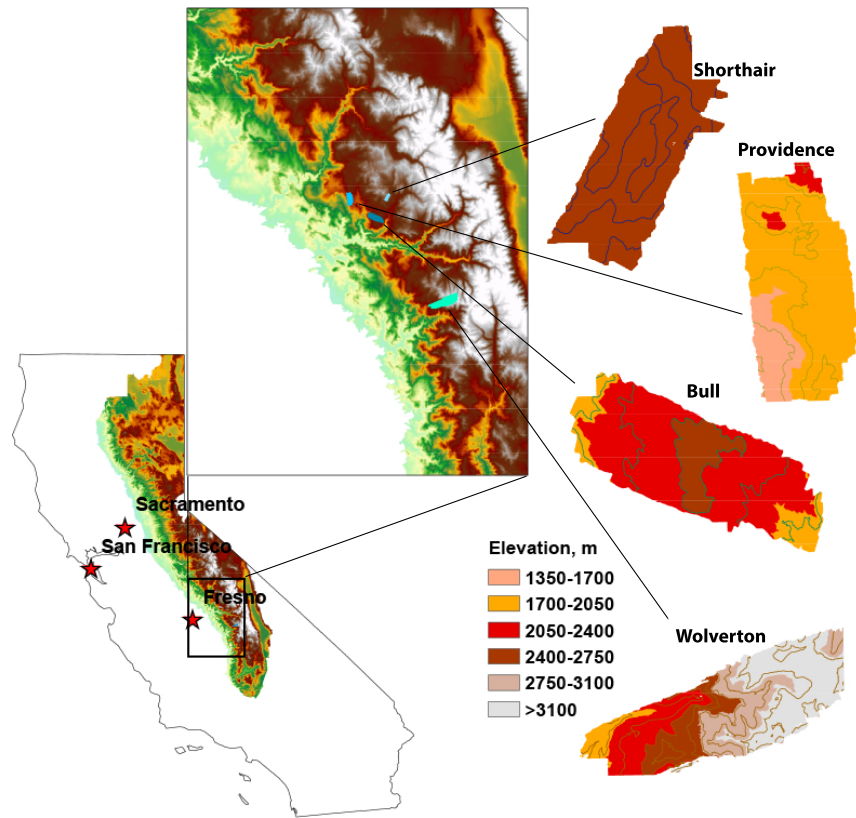 Shorthair
Providence
Bull
Sacramento
San Francisco
Fresno
Elevation, m
1350-1700
1700-2050
2050-2400
2400-2750
2750-3100
>3100
Wolverton